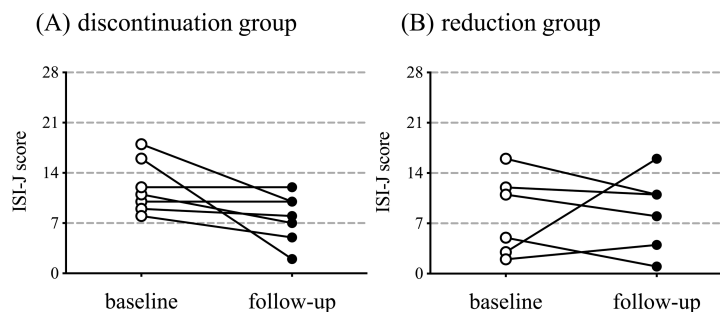 (A) discontinuation group
(B) reduction group
28
21
14
7
0
ISI-J score
baseline
follow-up
28
21
14
7
0
ISI-J score
baseline
follow-up